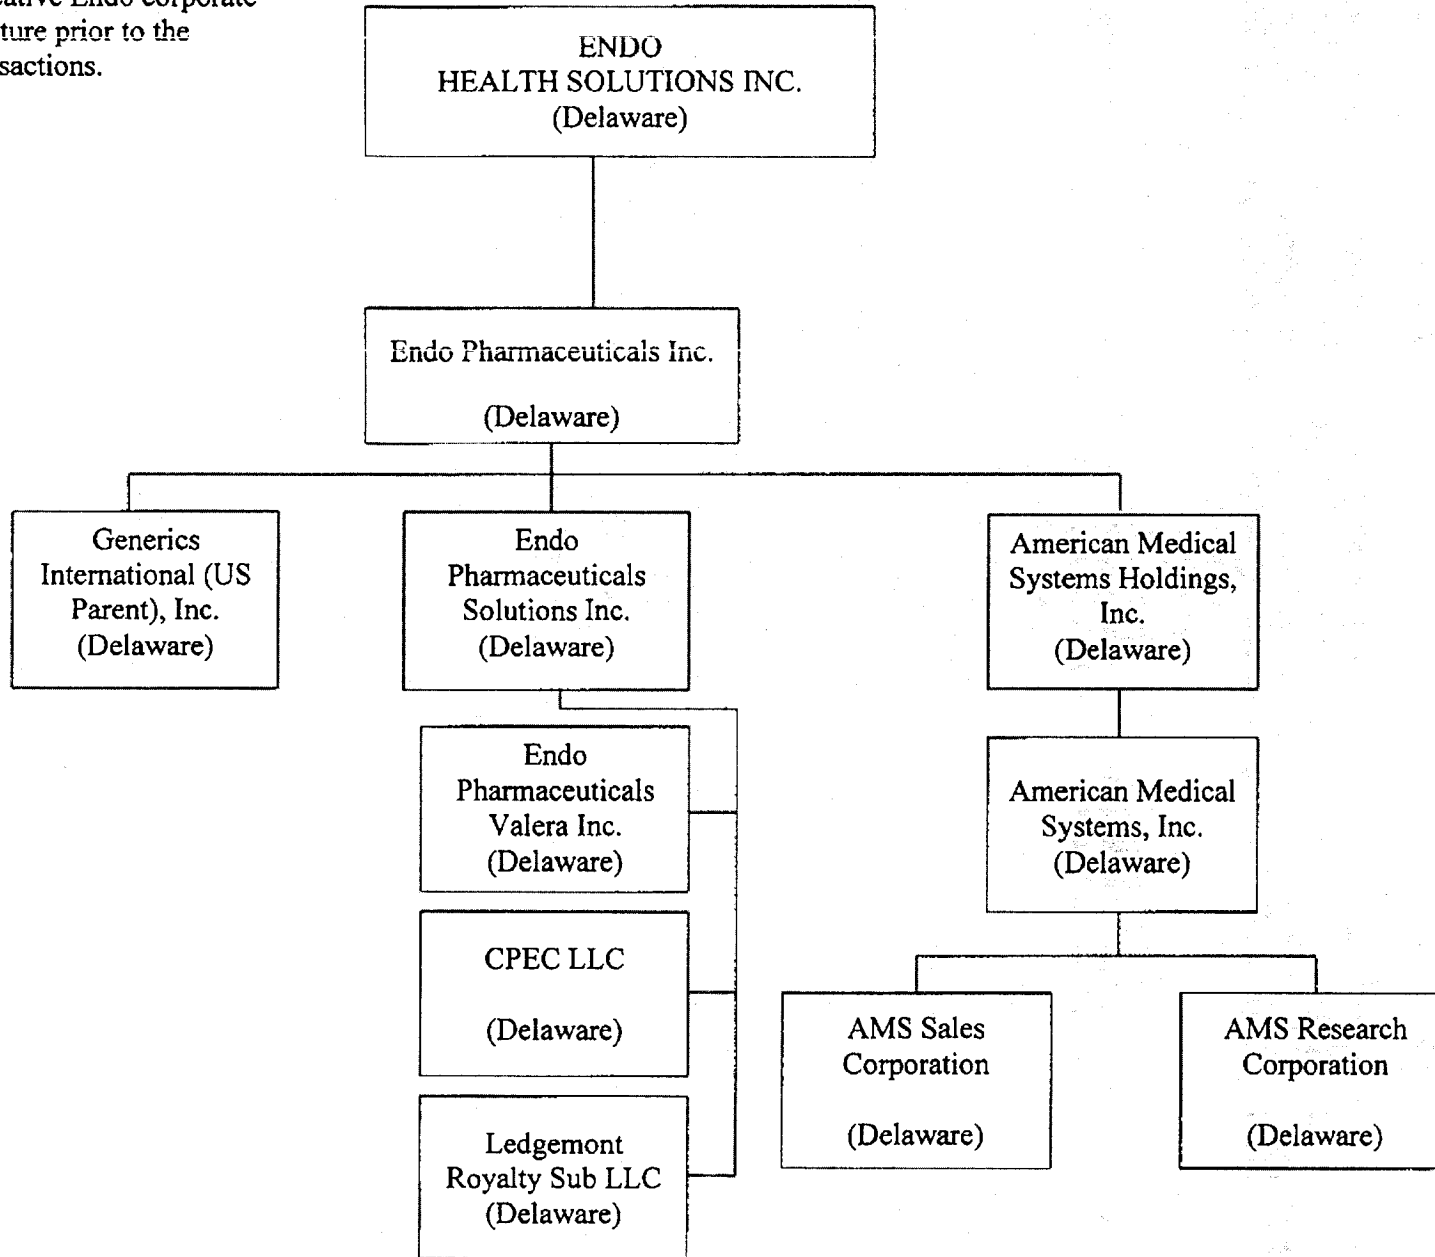 ative Endo corporate
ture prior to the
sactions.
ENDO
HEALTH SOLUTIONS INC.
(Delaware)
Endo Pharmaceuticals Inc.
(Delaware)
Generics
International (US
Parent), Inc.
(Delaware)
Endo
Pharmaceuticals
Solutions Inc.
(Delaware)
American Medical
Systems Holdings,
Inc.
(Delaware)
Endo
Pharmaceuticals
Valera Inc.
(Delaware)
American Medical
Systems, Inc.
(Delaware)
CPEC LLC
(Delaware)
AMS Sales
Corporation
(Delaware)
AMS Research
Corporation
(Delaware)
Ledgemont
Royalty Sub LLC
(Delaware)